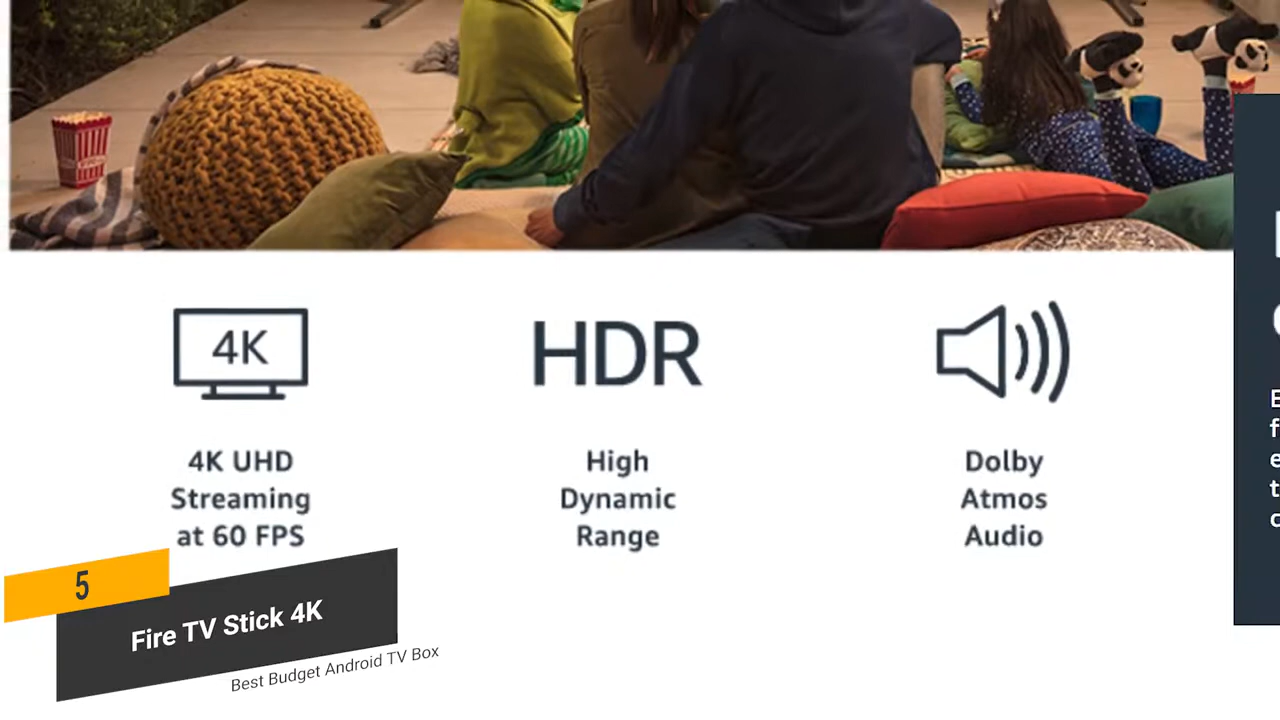 4K
HDR
4K UHD
Streaming
at 60 FPS
High
Dynamic
Range
Dolby
Atmos
Audio
5
Fire TV Stick 4K
Best Budget Android TV Box